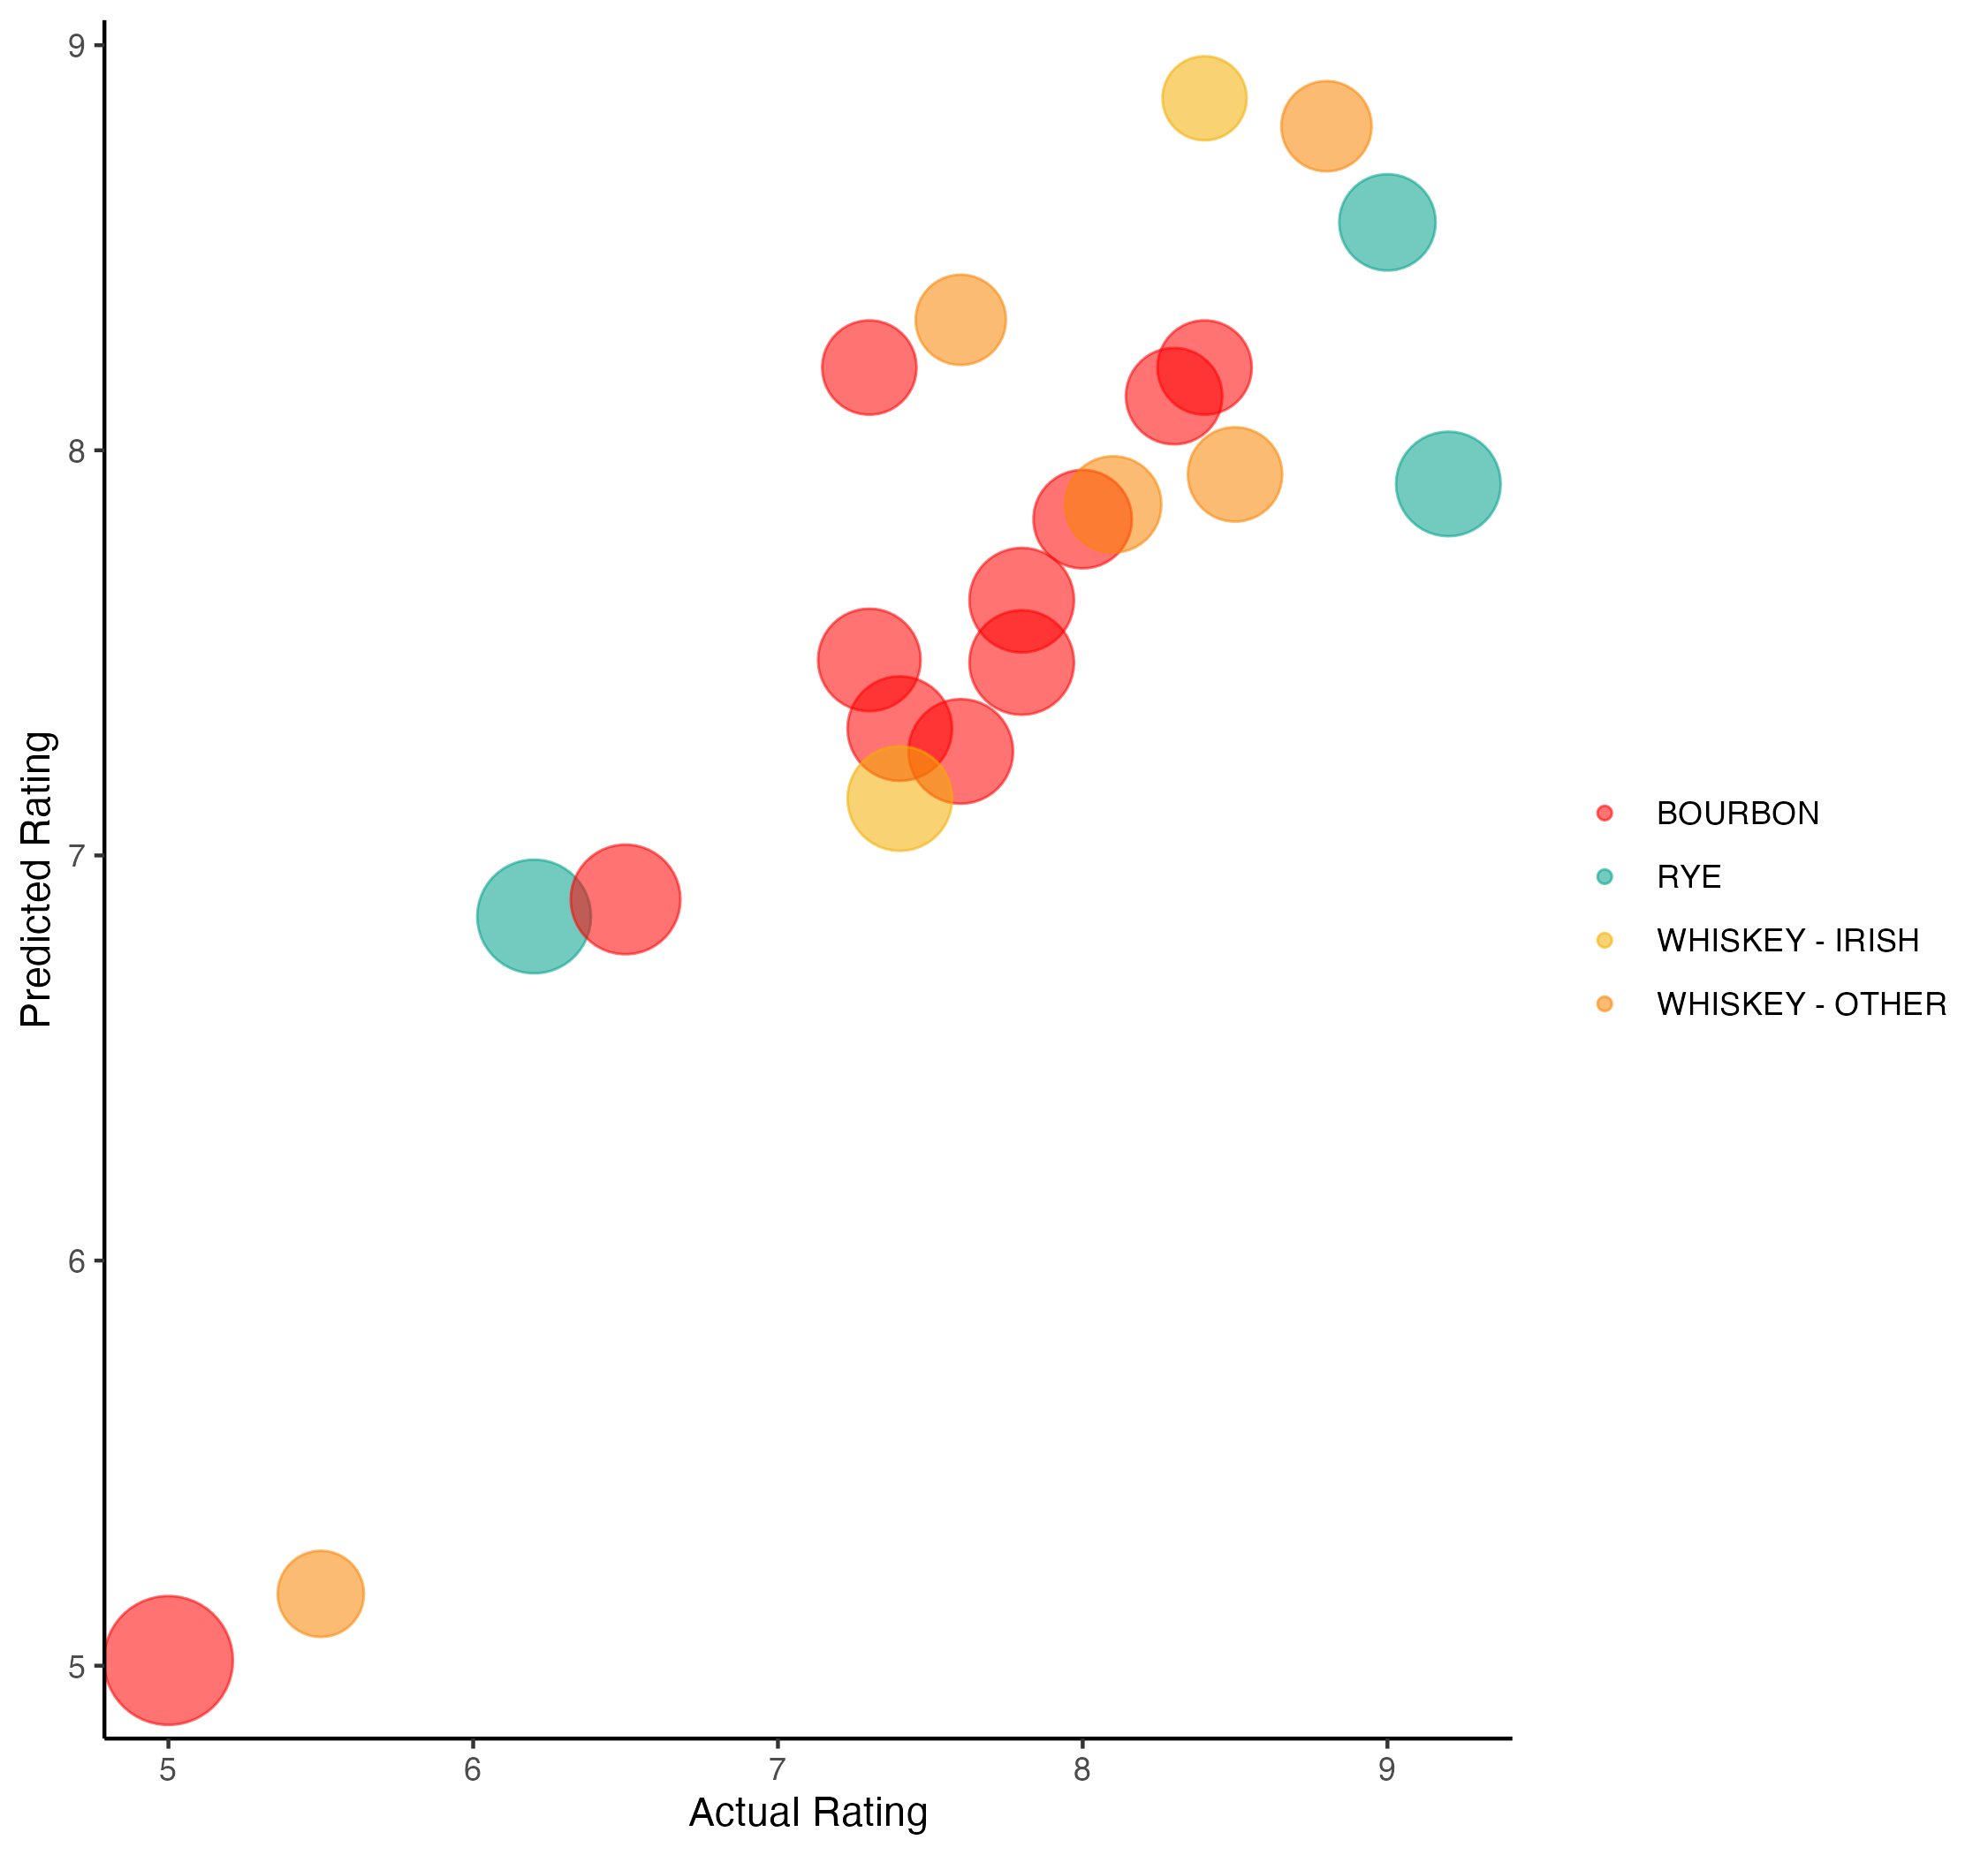 9
8
7
6
5
Predicted Rating
5
6
7
8
9
Actual Rating
BOURBON
RYE
WHISKEY - IRISH
WHISKEY - OTHER